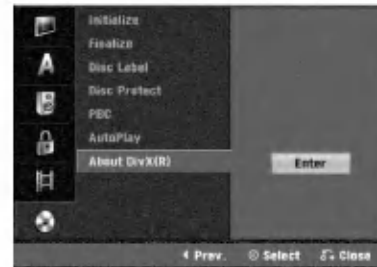 Initialize
Finalize
Disc Label
Disc Protect
PBC
AutoPlay
About DivX(R)
Enter
A
Prev.
Select
Close